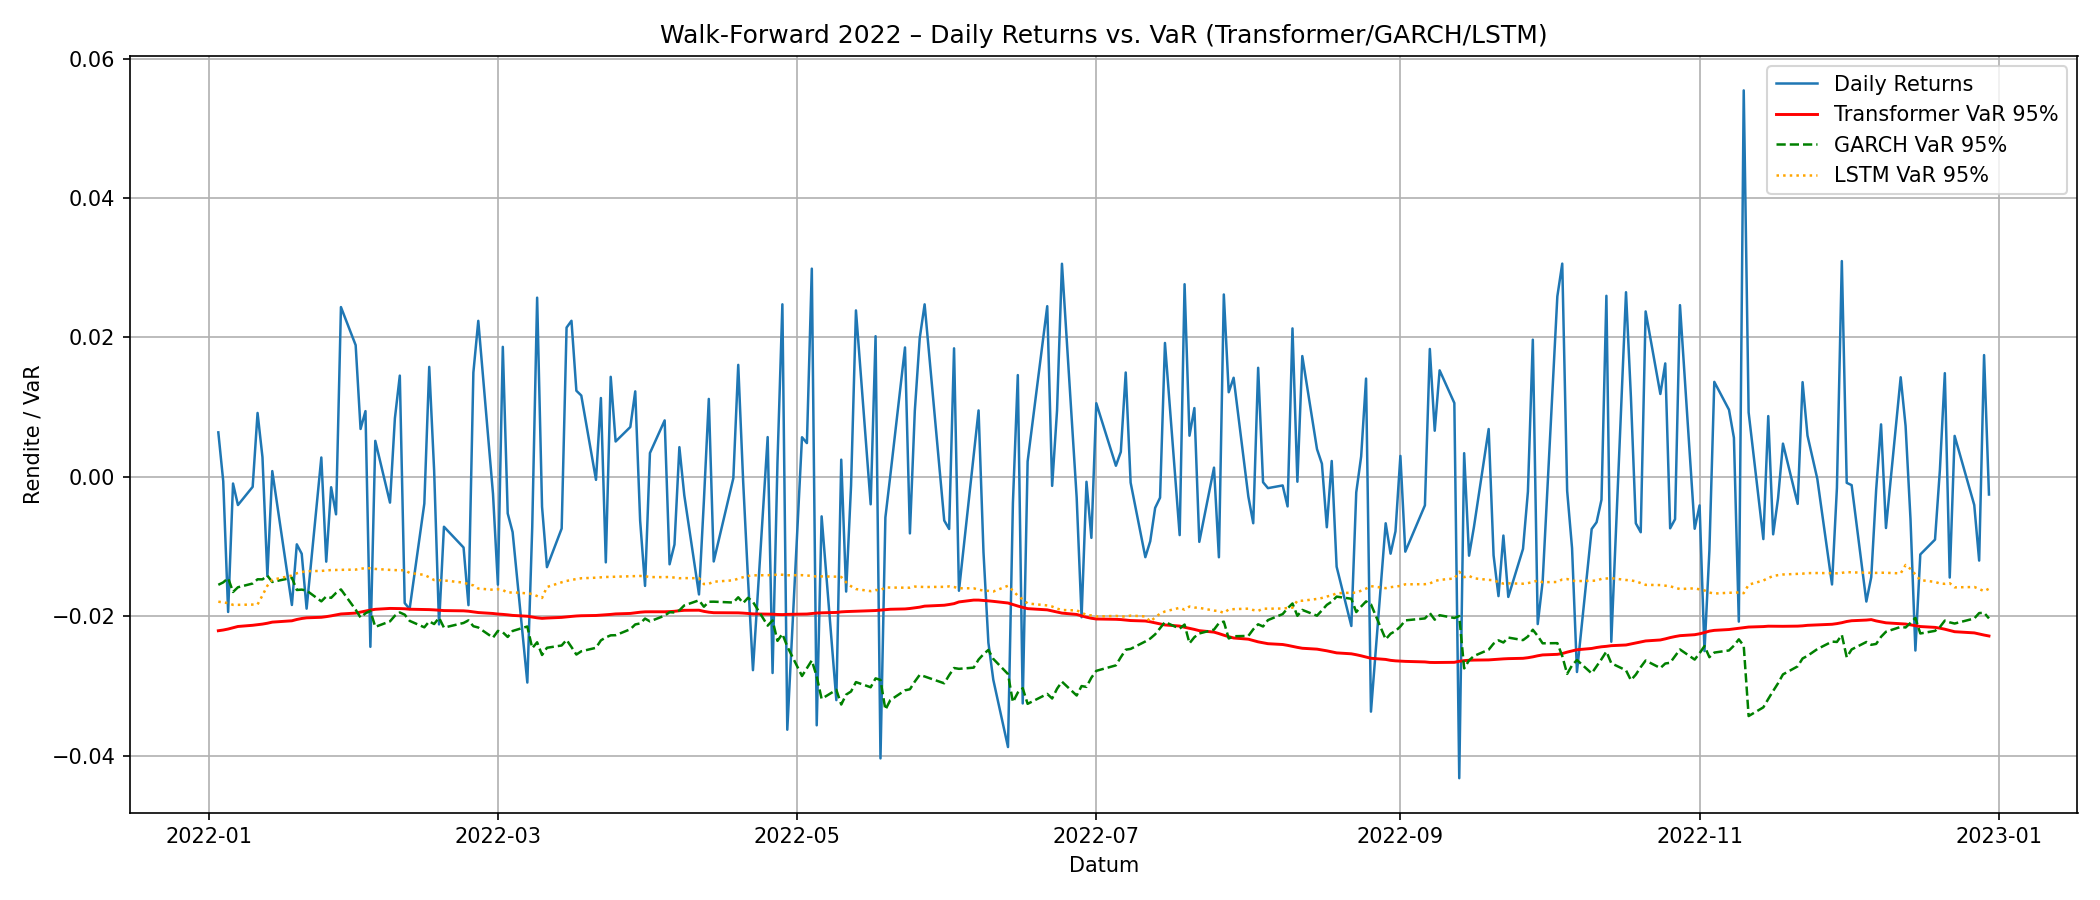 Walk-Forward 2022 – Daily Returns vs. VaR (Transformer/GARCH/LSTM)
Daily Returns
Transformer VaR 95%
GARCH VaR 95%
LSTM VaR 95%
Rendite / VaR
0.06
0.04
0.02
0.00
−0.02
−0.04
2022-01
2022-03
2022-05
2022-07
2022-09
2022-11
2023-01
Datum